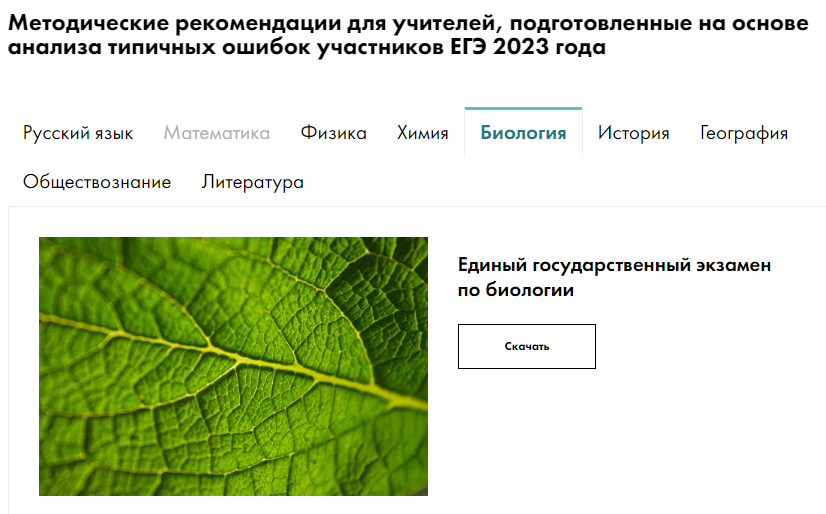 Методические рекомендации для учителей, подготовленные на основе
анализа типичных ошибок участников ЕГЭ 2023 года
Русский язык Математика Физика Химия Биология История География
Обществознание Литература
Единый государственный экзамен
по биологии
Скачать